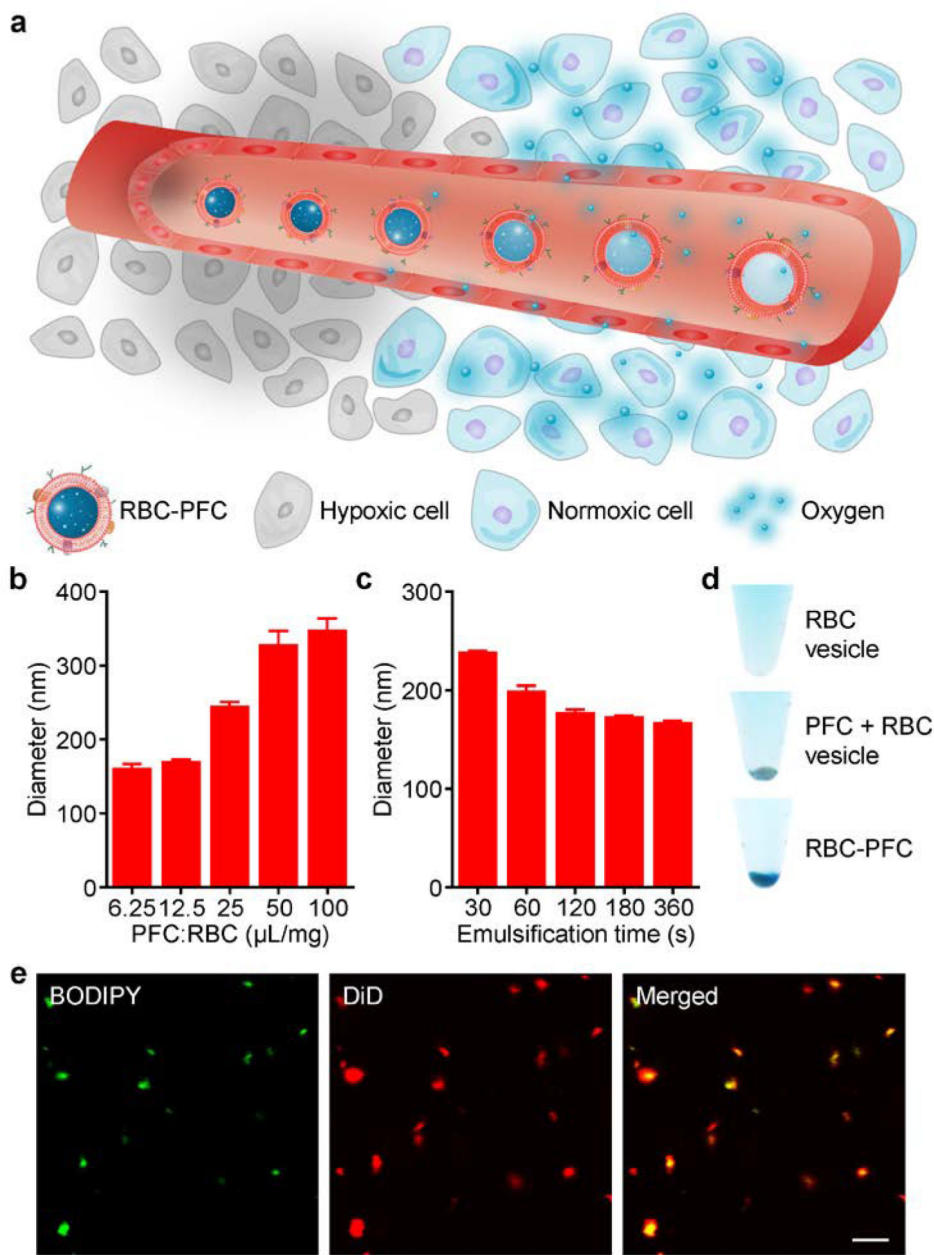 a
RBC-PFC
Hypoxic cell
Normoxic cell
Oxygen
b
400
300
200
100
0
Diameter (nm)
6.25 12.5 25 50 100
PFC:RBC (μL/mg)
c
300
200
100
0
Diameter (nm)
30 60 120 180 360
Emulsification time (s)
d
RBC
vesicle
PFC + RBC
vesicle
RBC-PFC
e
BODIPY
DiD
Merged